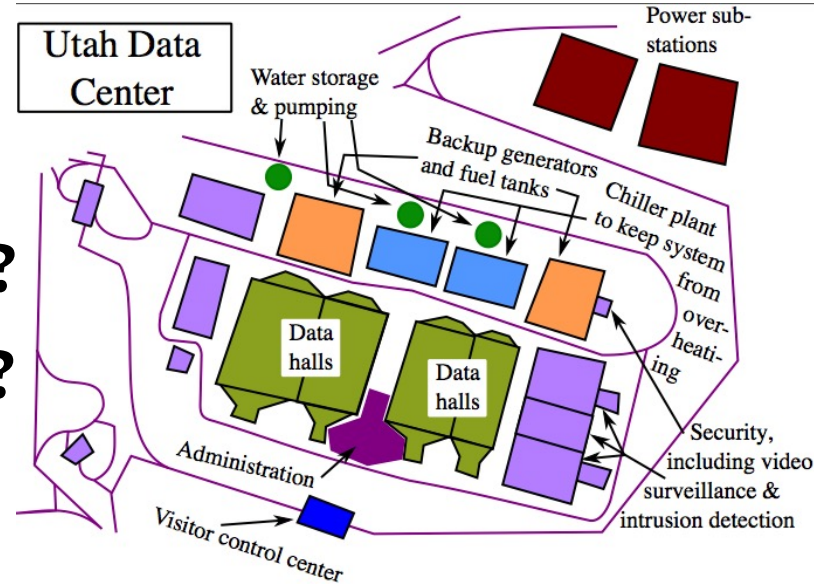 Utah Data
Center
Power sub-
stations
Water storage
& pumping
Backup generators
and fuel tanks
Chiller plant
to keep system
from
over-
heati-
ing
?
?
Data
halls
Data
halls
Security,
including video
surveillance &
intrusion detection
Administration
Visitor control center